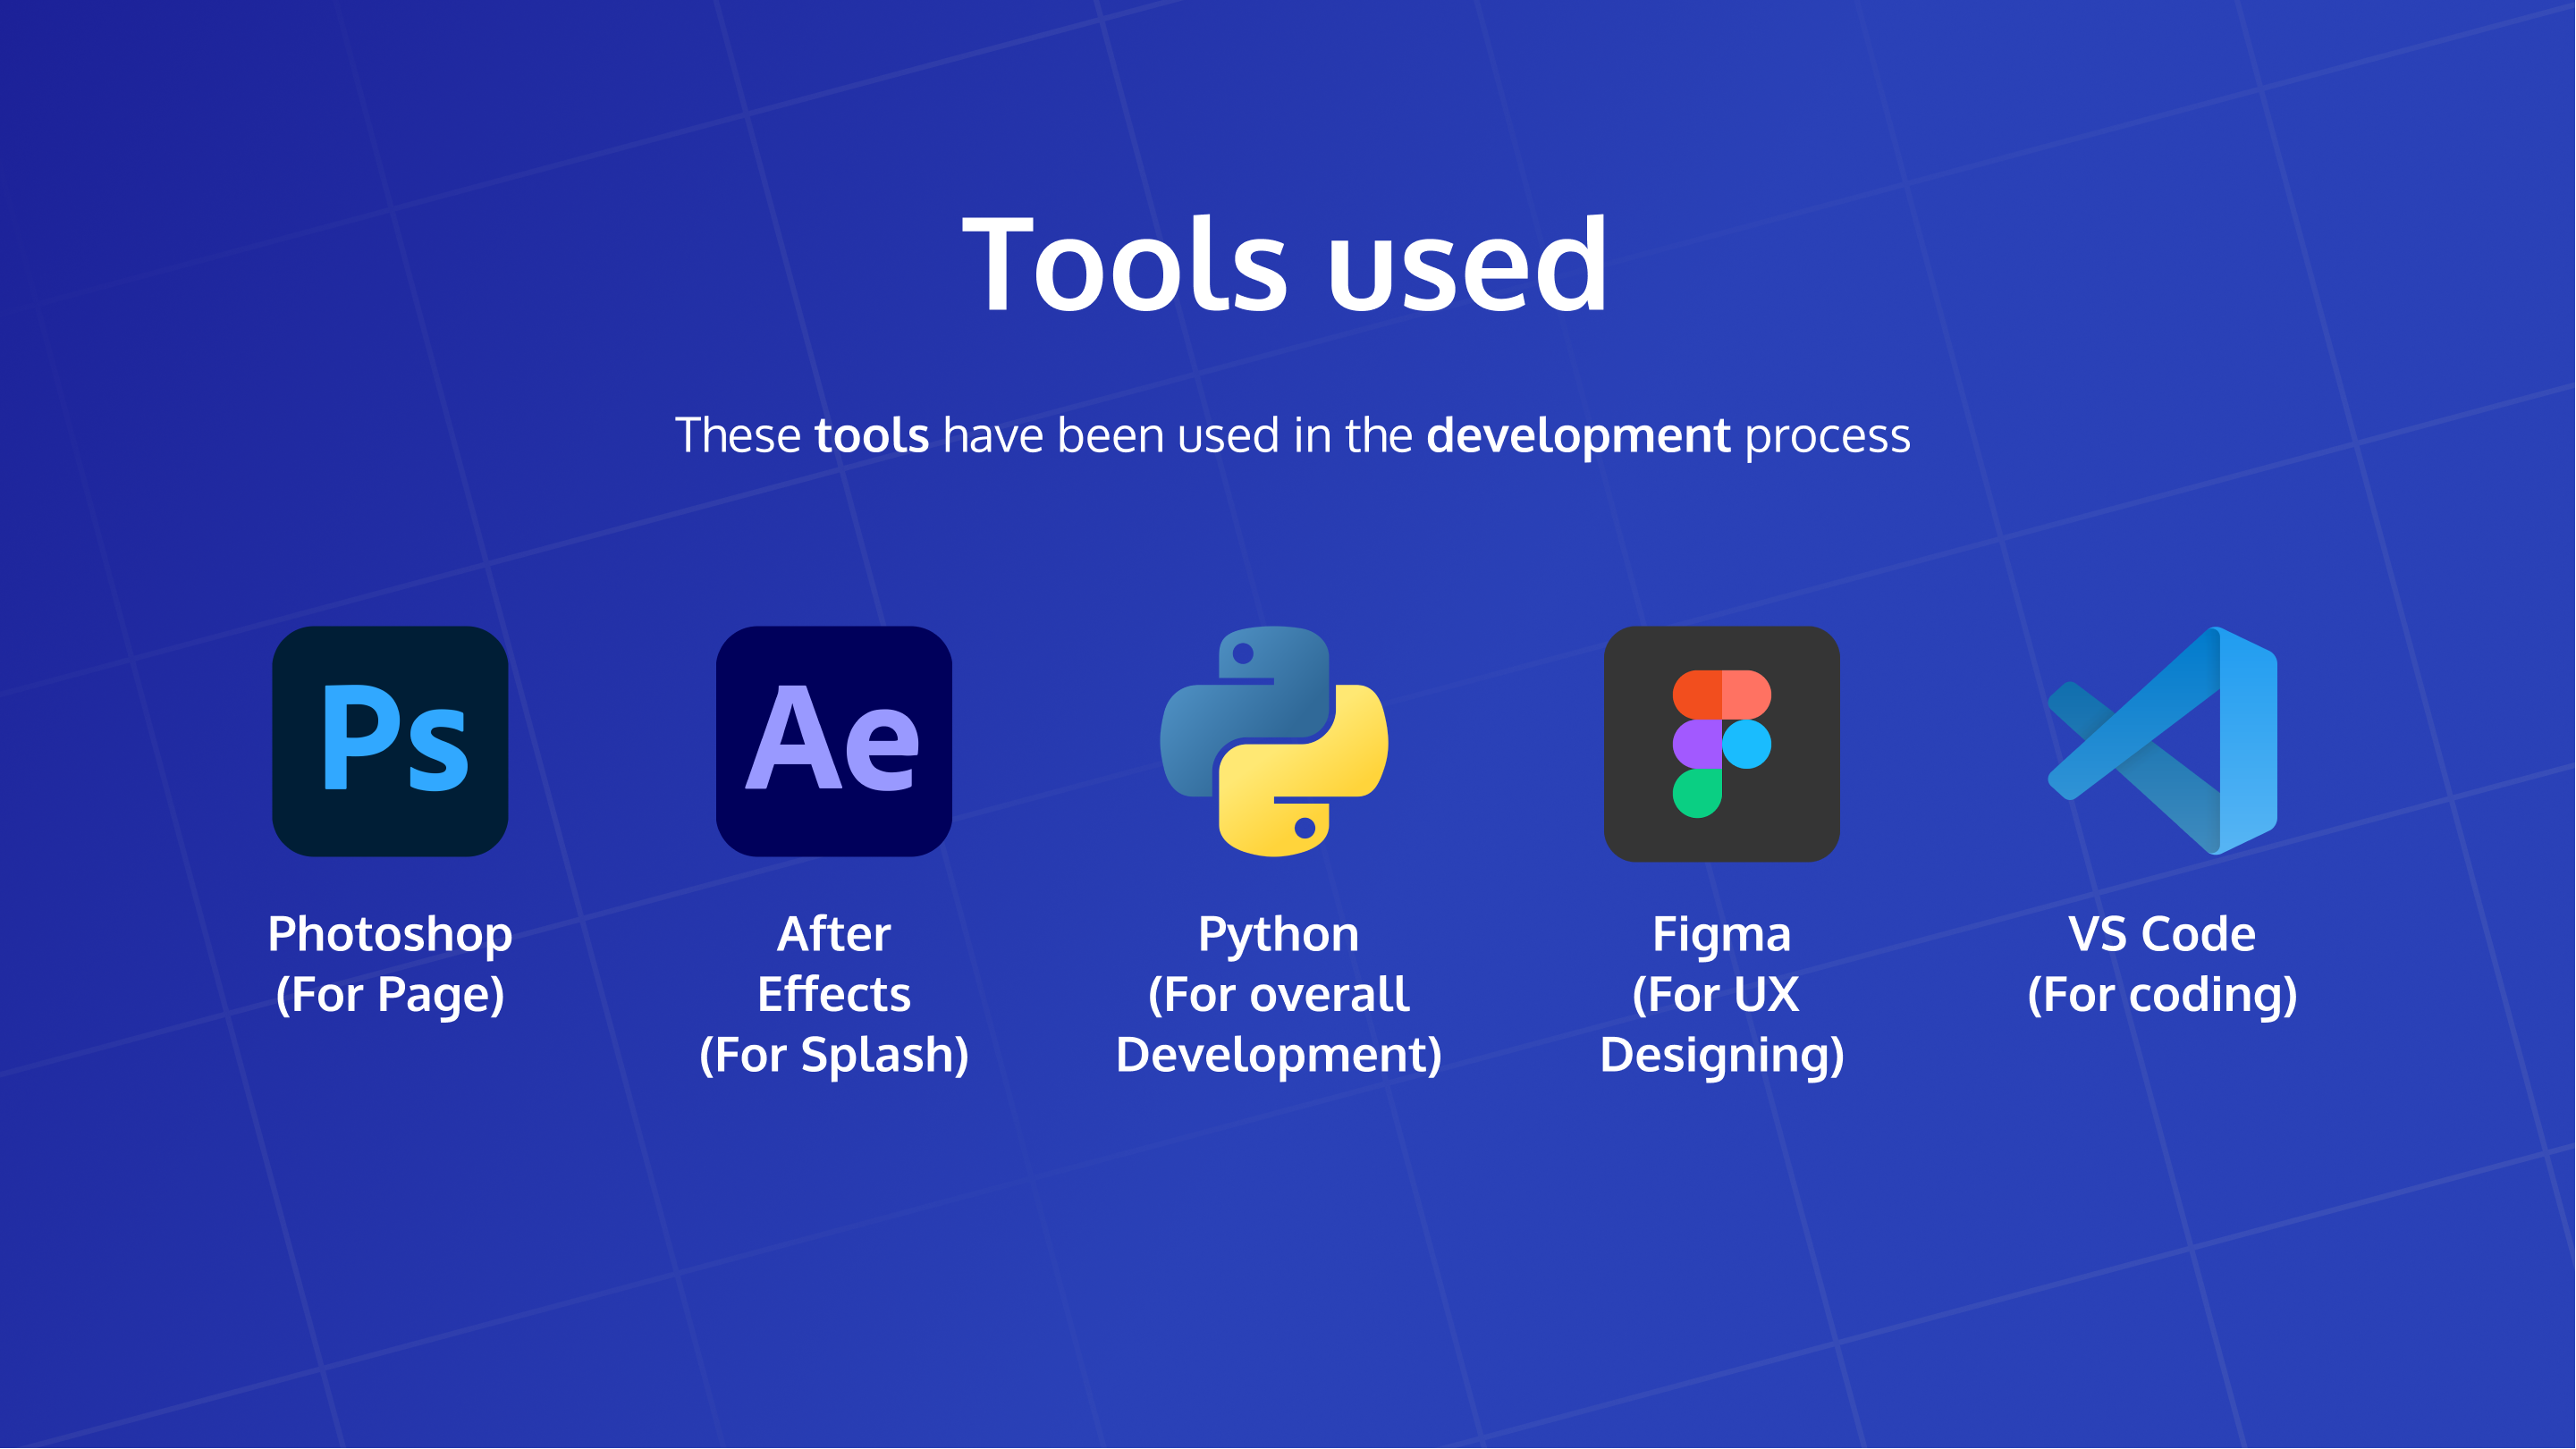 Tools used
These tools have been used in the development process
Ps
Ae
Photoshop
(For Page)
After
Effects
(For Splash)
Python
(For overall
Development)
Figma
(For UX
Designing)
VS Code
(For coding)